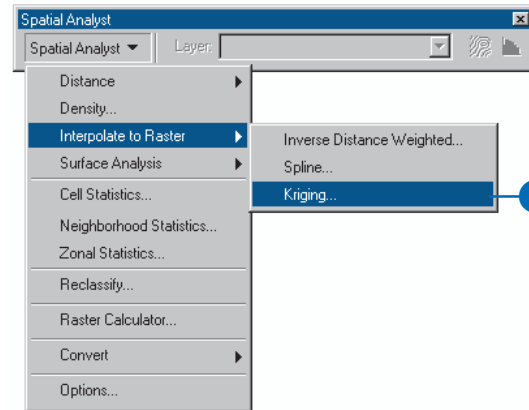 Spatial Analyst
Spatial Analyst
Layer:
Distance
Density...
Interpolate to Raster
Surface Analysis
Cell Statistics...
Neighborhood Statistics...
Zonal Statistics...
Reclassify...
Raster Calculator...
Convert
Options...
Inverse Distance Weighted...
Spline...
Kriging...